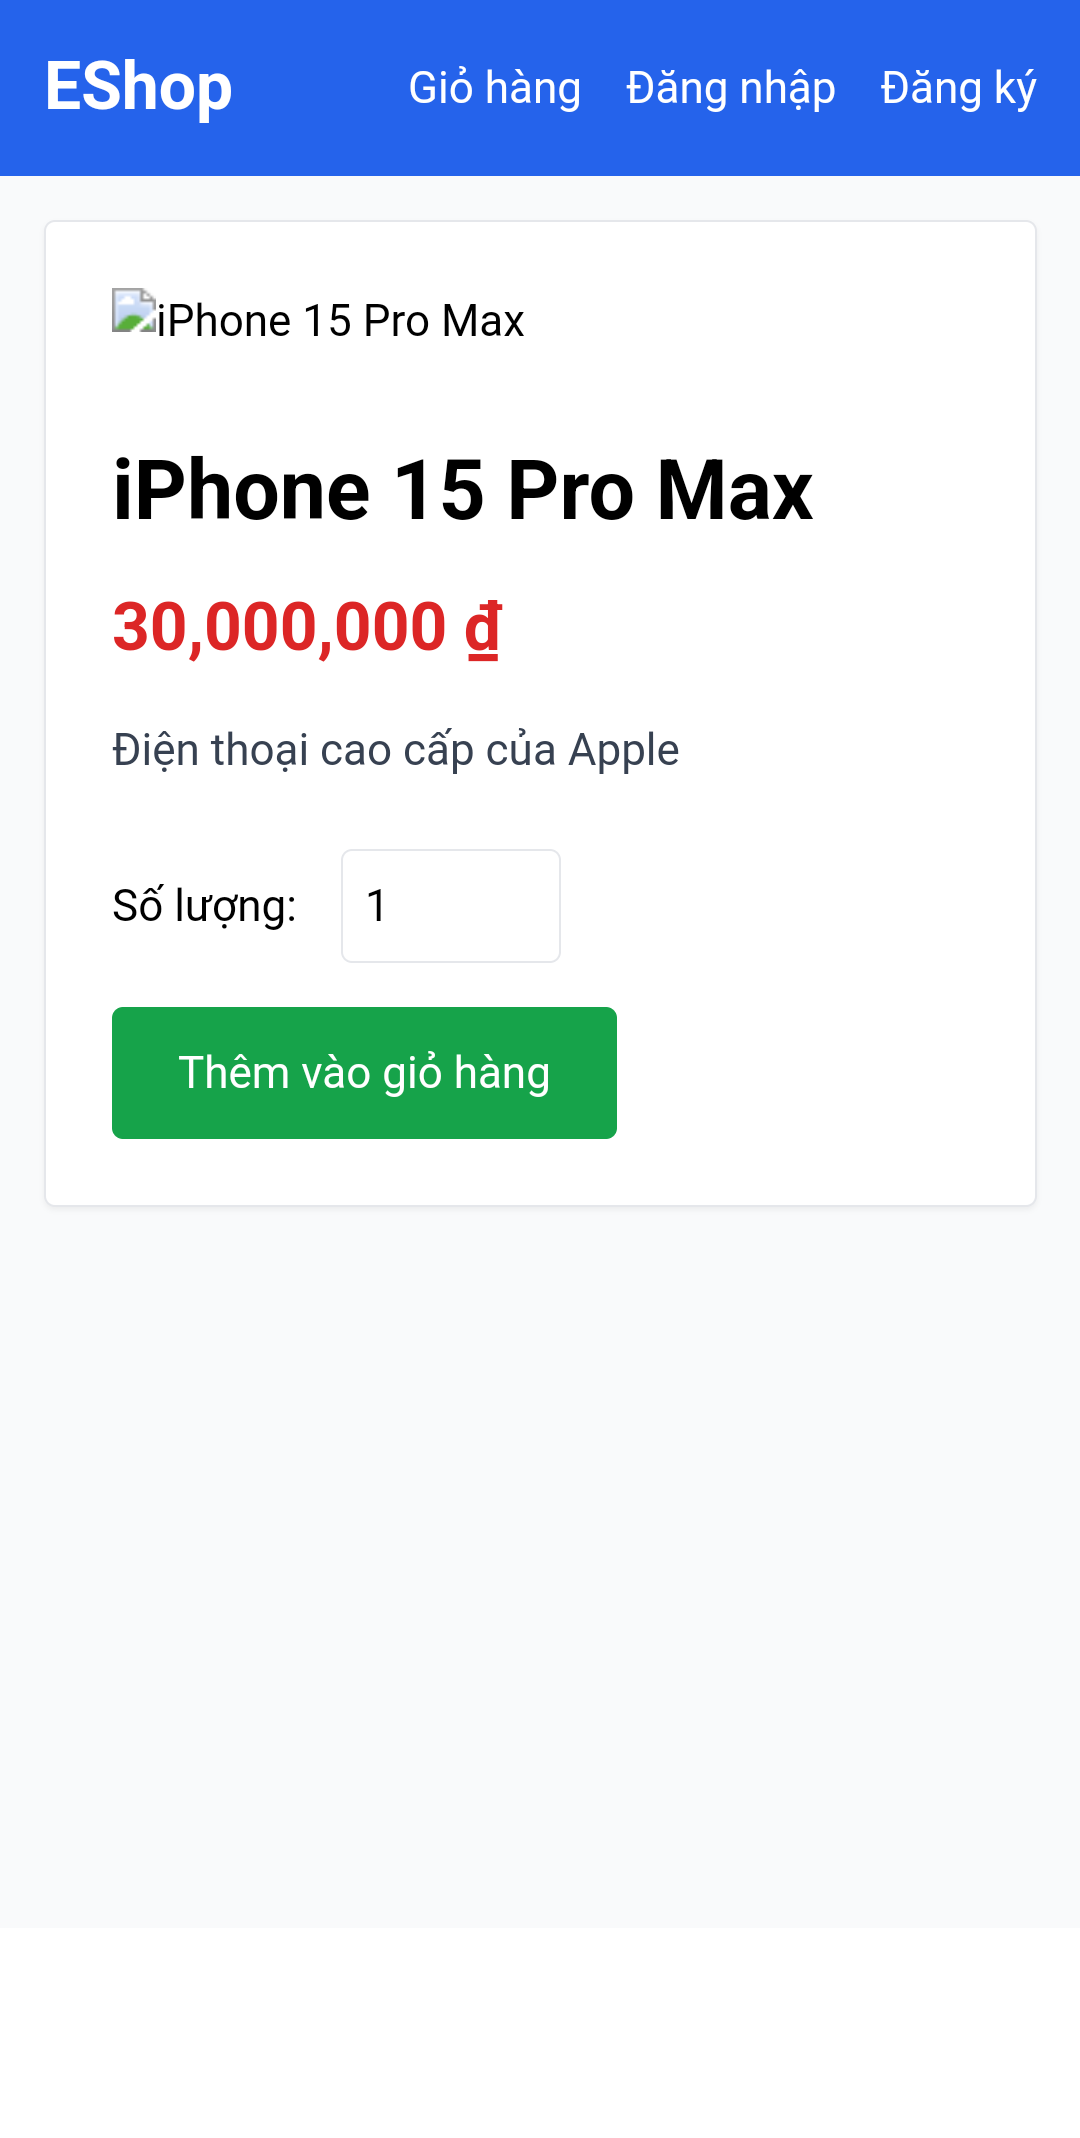 EShop
Giỏ hàng Đăng nhập Đăng ký
iPhone 15 Pro Max
iPhone 15 Pro Max
30,000,000 ₫
Điện thoại cao cấp của Apple
Số lượng: 1
Thêm vào giỏ hàng